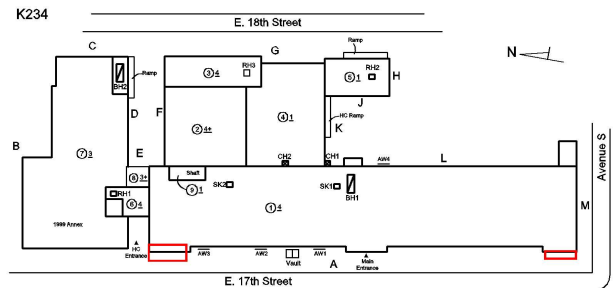 K234
E. 18th Street
C
G
Ramp
N
3 4
RH3
Ramp
RH2
5 1
H
BH2
J
D
F
4 1
HC Ramp
K
2 4+
B
7 3
E
CH2
CH1
AW4
L
Avenue S
8 3+
Shaft
9 1
SK2
SK1
BH1
M
RH1
6 4
1 4
1999 Annex
HC
Entrance
AW3
AW2
Vault
AW1
A
Main
Entrance
E. 17th Street